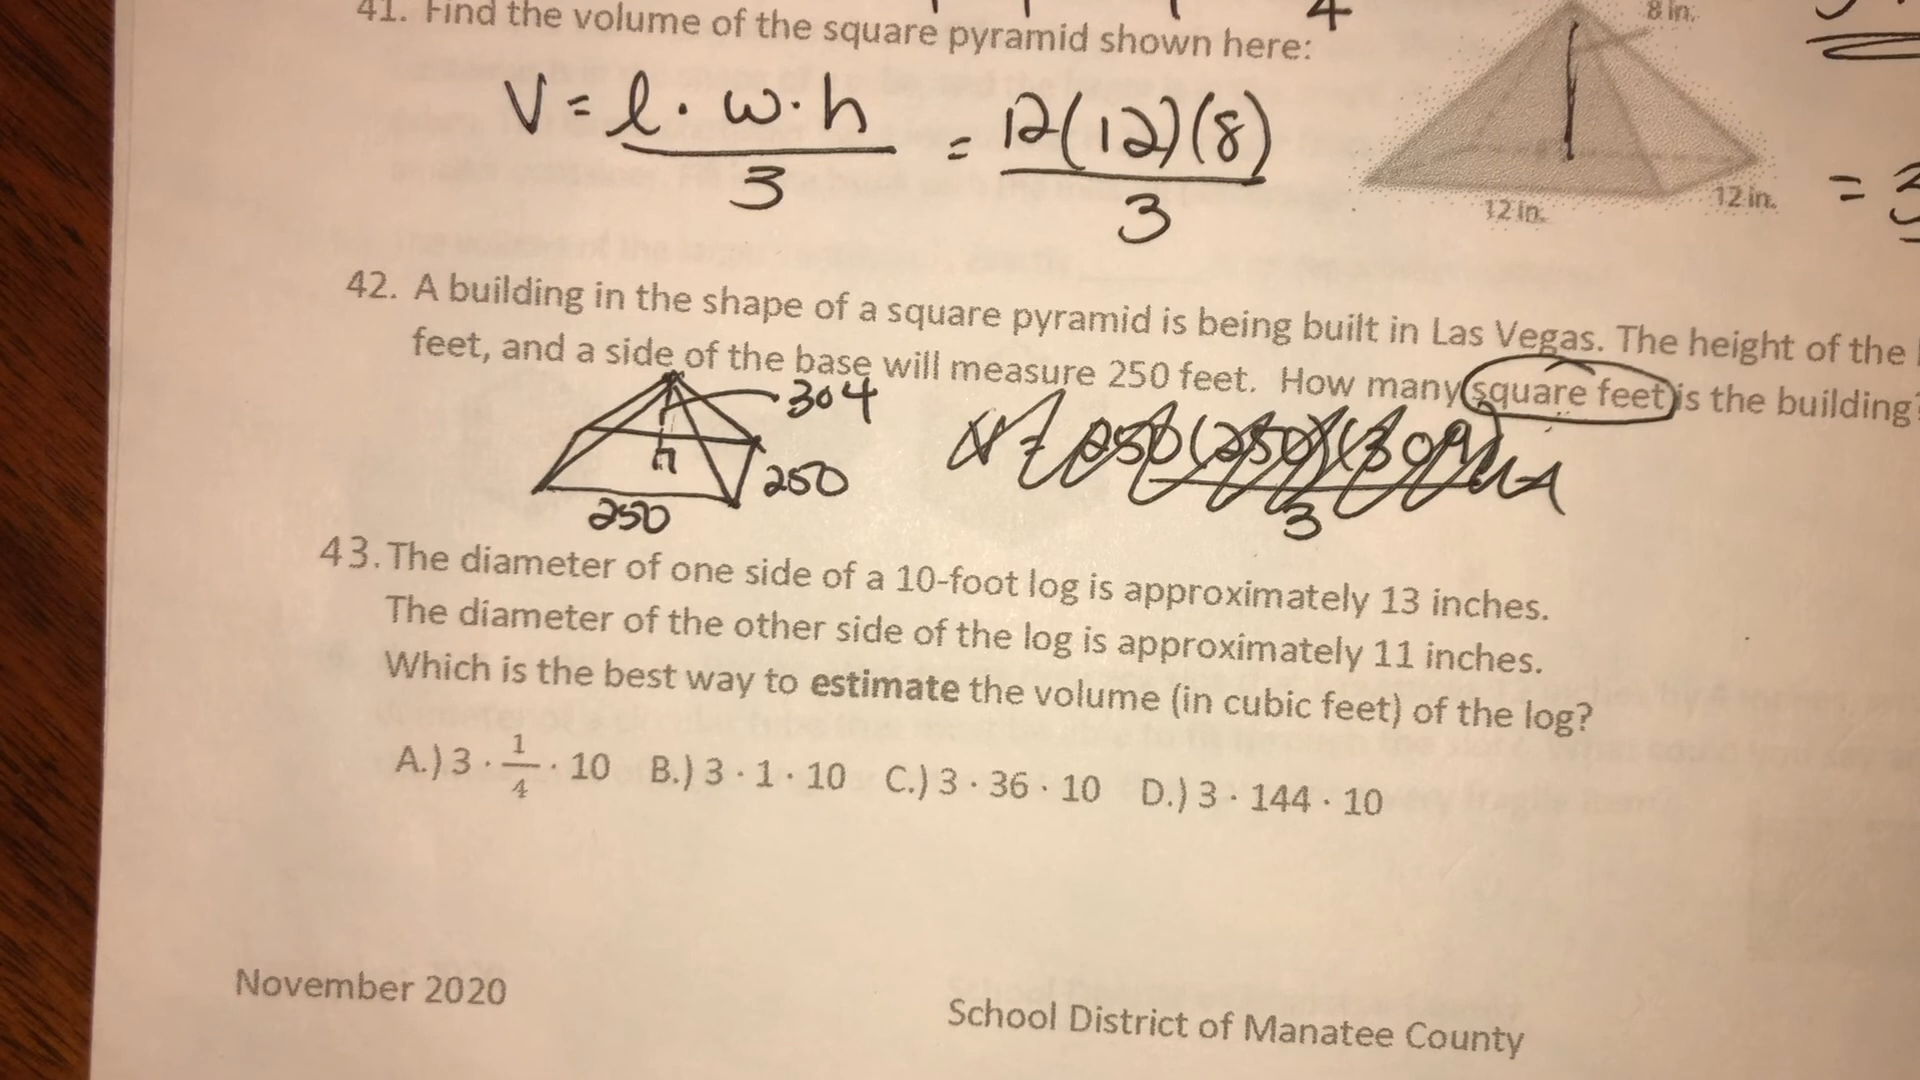 41. Find the volume of the square pyramid shown here:
4
8 in.
V = l · w · h = 12(12)(8)
3 3
12 in.
12 in.
=
42. A building in the shape of a square pyramid is being built in Las Vegas. The height of the
feet, and a side of the base will measure 250 feet. How many square feet is the building?
304
h
250
250
V = 250(250)(304)
3
43. The diameter of one side of a 10-foot log is approximately 13 inches.
The diameter of the other side of the log is approximately 11 inches.
Which is the best way to estimate the volume (in cubic feet) of the log?
A.) 3 · 1/4 · 10 B.) 3 · 1 · 10 C.) 3 · 36 · 10 D.) 3 · 144 · 10
November 2020
School District of Manatee County